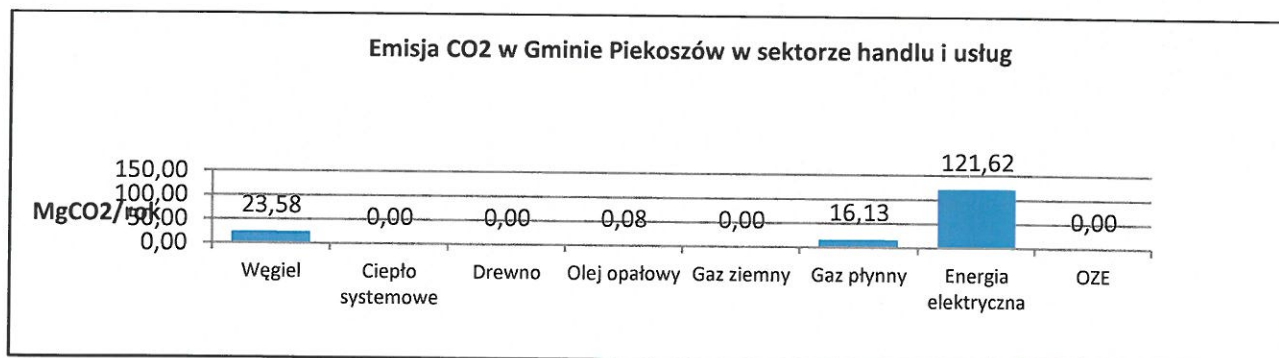 Emisja CO2 w Gminie Piekoszów w sektorze handlu i usług
MgCO2/rok
150,00
100,00
50,00
0,00
23,58
0,00
0,00
0,08
0,00
16,13
121,62
0,00
Węgiel
Ciepło
systemowe
Drewno
Olej opałowy
Gaz ziemny
Gaz płynny
Energia
elektryczna
OZE